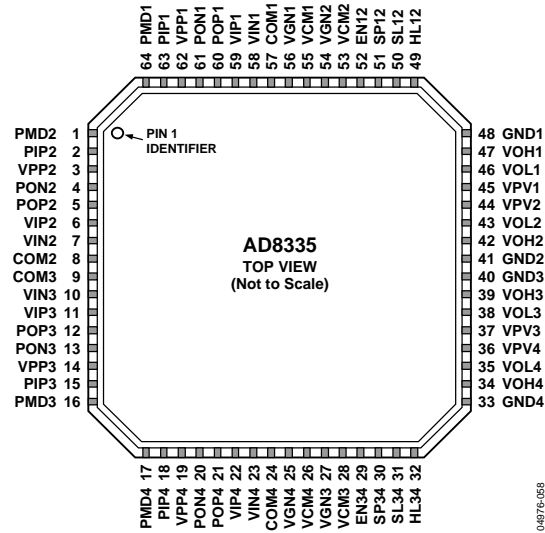 64 PMD1
63 PIP1
62 VPP1
61 PON1
60 POP1
59 VIP1
58 VIN1
57 COM1
56 VGN1
55 VCM1
54 VGN2
53 VCM2
52 EN12
51 SP12
50 SL12
49 HL12
PMD2 1
PIP2 2
VPP2 3
PON2 4
POP2 5
VIP2 6
VIN2 7
COM2 8
COM3 9
VIN3 10
VIP3 11
POP3 12
PON3 13
VPP3 14
PIP3 15
PMD3 16
PIN 1
IDENTIFIER
AD8335
TOP VIEW
(Not to Scale)
48 GND1
47 VOH1
46 VOL1
45 VPV1
44 VPV2
43 VOL2
42 VOH2
41 GND2
40 GND3
39 VOH3
38 VOL3
37 VPV3
36 VPV4
35 VOL4
34 VOH4
33 GND4
PMD4 17
PIP4 18
VPP4 19
PON4 20
POP4 21
VIP4 22
VIN4 23
COM4 24
VGN4 25
VCM4 26
VGN3 27
VCM3 28
EN34 29
SP34 30
SL34 31
HL34 32
04976-058